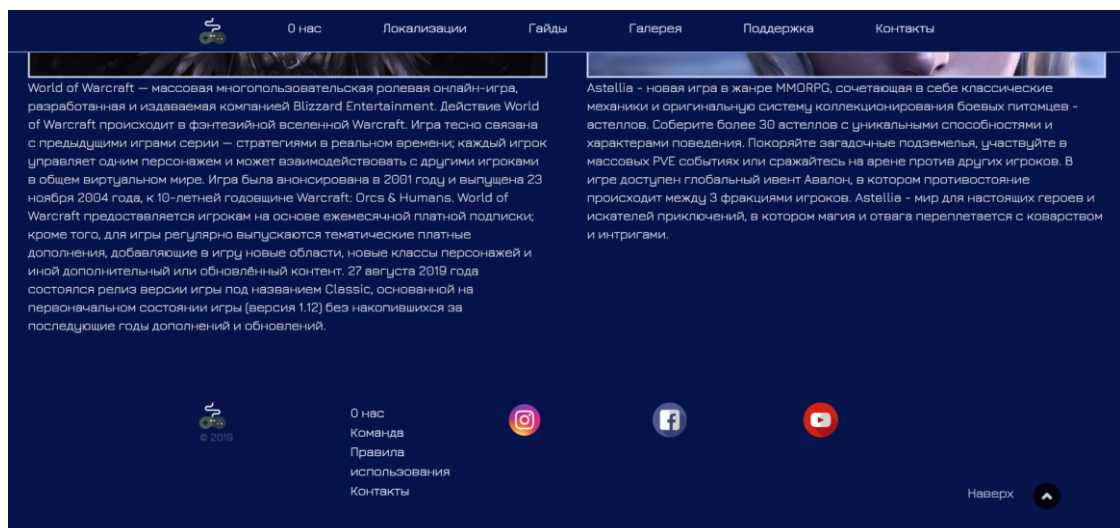 О нас Локализации Гайды Галерея Поддержка Контакты
World of Warcraft — массовая многопользовательская ролевая онлайн-игра,
разработанная и издаваемая компанией Blizzard Entertainment. Действие World
of Warcraft происходит в фэнтезийной вселенной Warcraft. Игра тесно связана
с предыдущими играми серии — стратегиями в реальном времени; каждый игрок
управляет одним персонажем и может взаимодействовать с другими игроками
в общем виртуальном мире. Игра была анонсирована в 2001 году и выпущена 23
ноября 2004 года, к 10-летней годовщине Warcraft: Orcs & Humans. World of
Warcraft предоставляется игрокам на основе ежемесячной платной подписки;
кроме того, для игры регулярно выпускаются тематические платные
дополнения, добавляющие в игру новые области, новые классы персонажей и
иной дополнительный или обновлённый контент. 27 августа 2019 года
состоялся релиз версии игры под названием Classic, основанной на
первоначальном состоянии игры (версия 1.12) без накопившихся за
последующие годы дополнений и обновлений.
Astellia - новая игра в жанре MMORPG, сочетающая в себе классические
механики и оригинальную систему коллекционирования боевых питомцев -
астеллов. Соберите более 30 астеллов с уникальными способностями и
характерами поведения. Покоряйте загадочные подземелья, участвуйте в
массовых PVE событиях или сражайтесь на арене против других игроков. В
игре доступен глобальный ивент Авалон, в котором противостояние
происходит между 3 фракциями игроков. Astellia - мир для настоящих героев и
искателей приключений, в котором магия и отвага переплетается с коварством
и интригами.
© 2019
О нас
Команда
Правила
использования
Контакты
Наверх